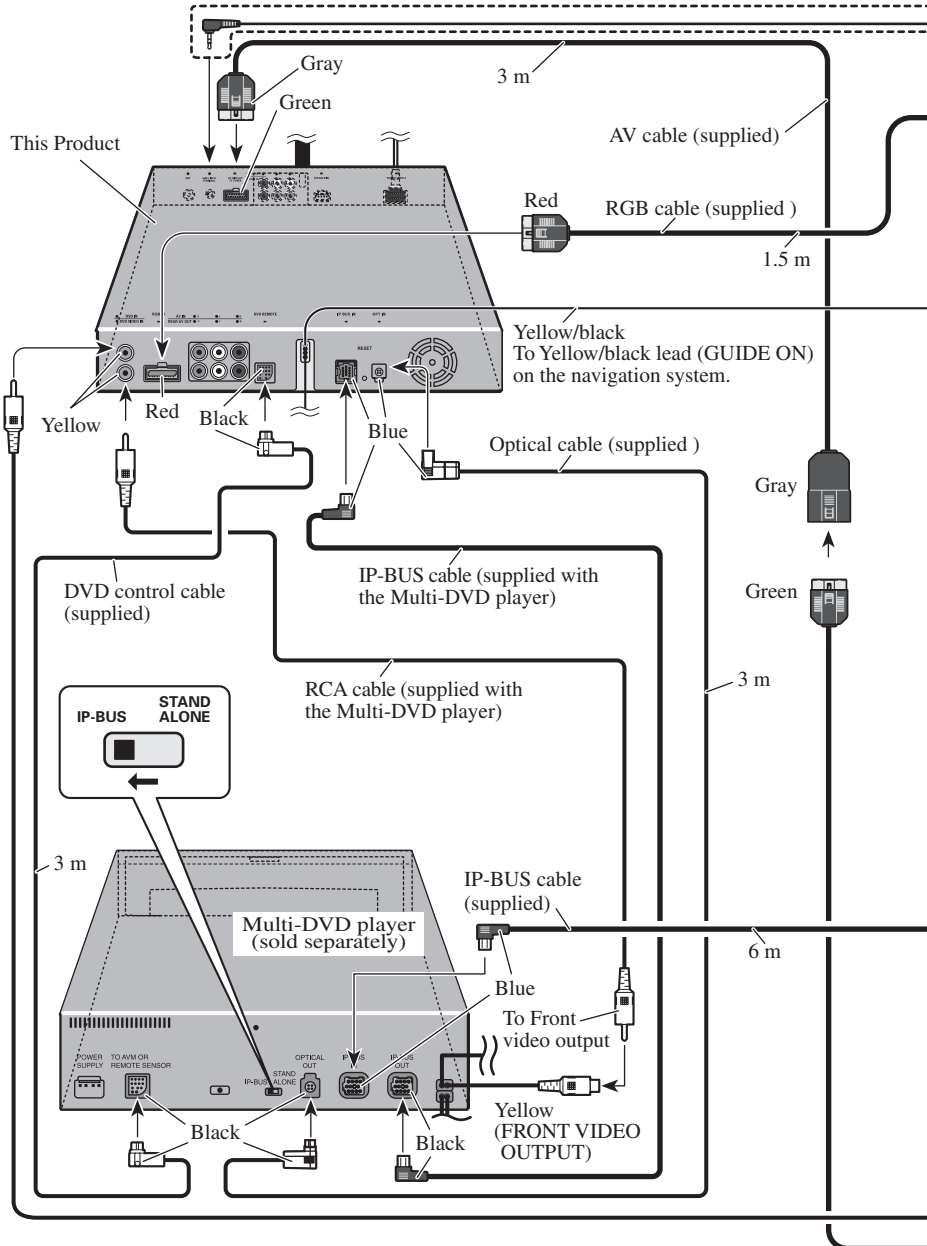 3 m
Gray
Green
AV cable (supplied)
This Product
Red
RGB cable (supplied )
1.5 m
DVD REMOTE
IP BUS IN
OPT IN
RESET
Yellow/black
To Yellow/black lead (GUIDE ON)
on the navigation system.
Yellow
Red
Black
Blue
Optical cable (supplied )
Gray
DVD control cable
(supplied)
IP-BUS cable (supplied with
the Multi-DVD player)
Green
RCA cable (supplied with
the Multi-DVD player)
3 m
IP-BUS
STAND
ALONE
3 m
IP-BUS cable
(supplied)
Multi-DVD player
(sold separately)
6 m
Blue
To Front
video output
POWER
SUPPLY
TO AVM OR
REMOTE SENSOR
IP-BUS
STAND
ALONE
OPTICAL
OUT
IP-BUS
OUT
Black
Black
Yellow
(FRONT VIDEO
OUTPUT)